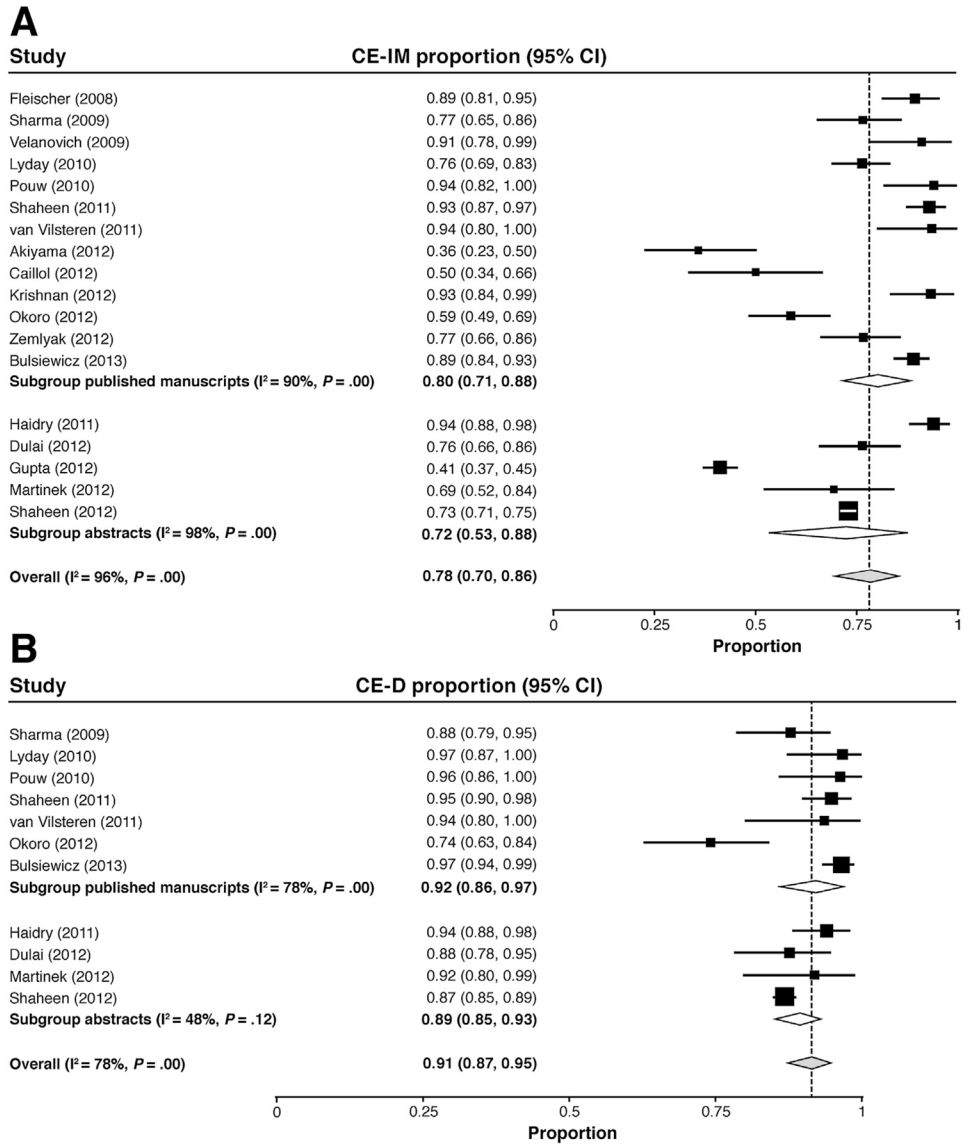 A
Study CE-IM proportion (95% CI)
Fleischer (2008) 0.89 (0.81, 0.95)
Sharma (2009) 0.77 (0.65, 0.86)
Velanovich (2009) 0.91 (0.78, 0.99)
Lyday (2010) 0.76 (0.69, 0.83)
Pouw (2010) 0.94 (0.82, 1.00)
Shaheen (2011) 0.93 (0.87, 0.97)
van Vilsteren (2011) 0.94 (0.80, 1.00)
Akiyama (2012) 0.36 (0.23, 0.50)
Caillol (2012) 0.50 (0.34, 0.66)
Krishnan (2012) 0.93 (0.84, 0.99)
Okoro (2012) 0.59 (0.49, 0.69)
Zemlyak (2012) 0.77 (0.66, 0.86)
Bulsiewicz (2013) 0.89 (0.84, 0.93)
Subgroup published manuscripts (I² = 90%, P = .00) 0.80 (0.71, 0.88)
Haidry (2011) 0.94 (0.88, 0.98)
Dulai (2012) 0.76 (0.66, 0.86)
Gupta (2012) 0.41 (0.37, 0.45)
Martinek (2012) 0.69 (0.52, 0.84)
Shaheen (2012) 0.73 (0.71, 0.75)
Subgroup abstracts (I² = 98%, P = .00) 0.72 (0.53, 0.88)
Overall (I² = 96%, P = .00) 0.78 (0.70, 0.86)
0 0.25 0.5 0.75 1
Proportion
B
Study CE-D proportion (95% CI)
Sharma (2009) 0.88 (0.79, 0.95)
Lyday (2010) 0.97 (0.87, 1.00)
Pouw (2010) 0.96 (0.86, 1.00)
Shaheen (2011) 0.95 (0.90, 0.98)
van Vilsteren (2011) 0.94 (0.80, 1.00)
Okoro (2012) 0.74 (0.63, 0.84)
Bulsiewicz (2013) 0.97 (0.94, 0.99)
Subgroup published manuscripts (I² = 78%, P = .00) 0.92 (0.86, 0.97)
Haidry (2011) 0.94 (0.88, 0.98)
Dulai (2012) 0.88 (0.78, 0.95)
Martinek (2012) 0.92 (0.80, 0.99)
Shaheen (2012) 0.87 (0.85, 0.89)
Subgroup abstracts (I² = 48%, P = .12) 0.89 (0.85, 0.93)
Overall (I² = 78%, P = .00) 0.91 (0.87, 0.95)
0 0.25 0.5 0.75 1
Proportion